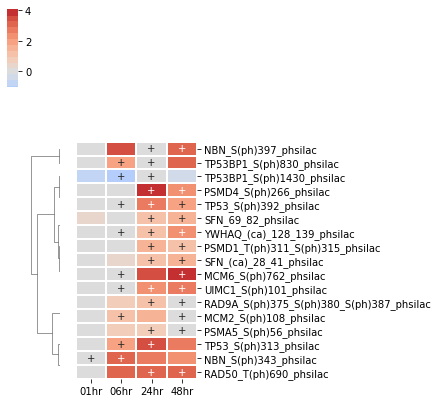 4
2
0
+ + NBN_S(ph)397_phsilac
+ + TP53BP1_S(ph)830_phsilac
+ + TP53BP1_S(ph)1430_phsilac
+ + PSMD4_S(ph)266_phsilac
+ + + TP53_S(ph)392_phsilac
+ + SFN_69_82_phsilac
+ + + YWHAQ_(ca)_128_139_phsilac
+ + PSMD1_T(ph)311_S(ph)315_phsilac
+ + SFN_(ca)_28_41_phsilac
+ + MCM6_S(ph)762_phsilac
+ + + UIMC1_S(ph)101_phsilac
+ + RAD9A_S(ph)375_S(ph)380_S(ph)387_phsilac
+ + MCM2_S(ph)108_phsilac
+ + PSMA5_S(ph)56_phsilac
+ + TP53_S(ph)313_phsilac
+ + NBN_S(ph)343_phsilac
+ + RAD50_T(ph)690_phsilac
01hr 06hr 24hr 48hr